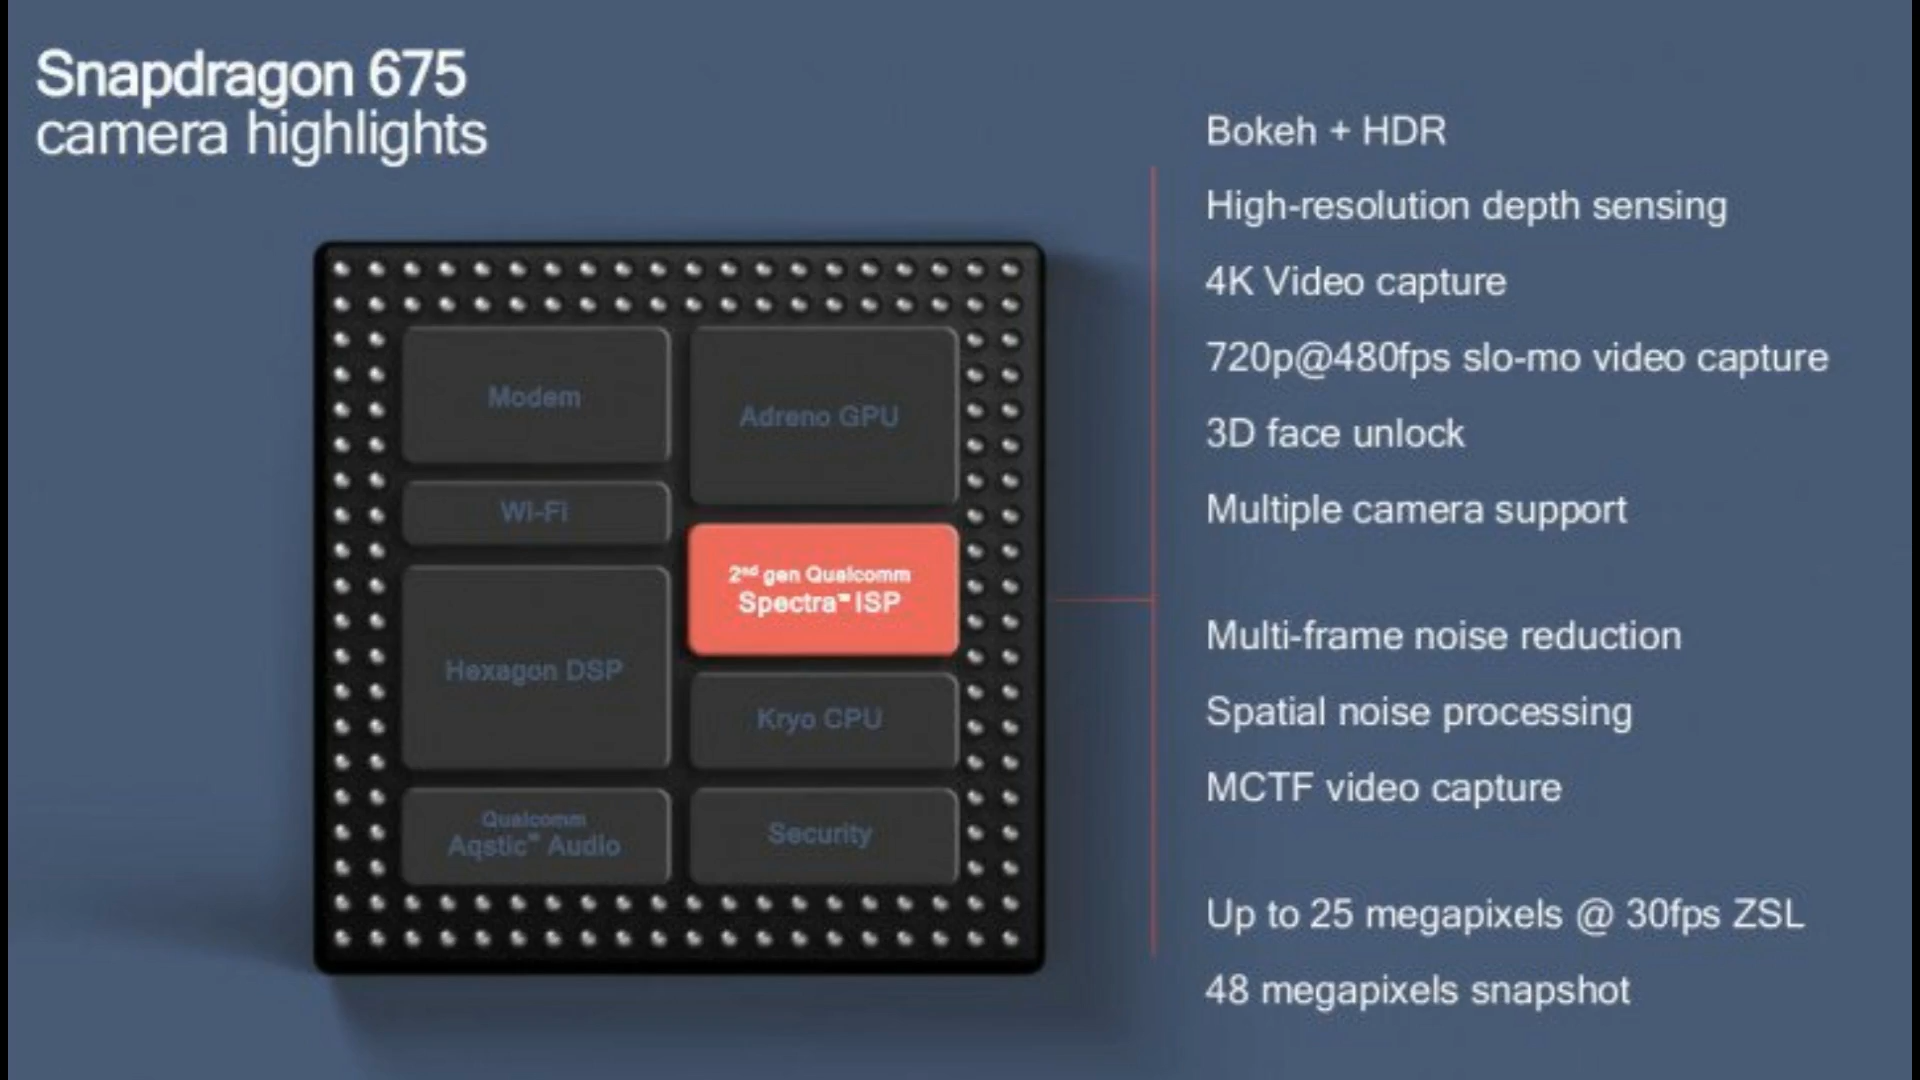 Snapdragon 675
camera highlights
Modem
Adreno GPU
Wi-Fi
2nd gen Qualcomm
Spectra™ ISP
Hexagon DSP
Kryo CPU
Qualcomm
Aqstic™ Audio
Security
Bokeh + HDR
High-resolution depth sensing
4K Video capture
720p@480fps slo-mo video capture
3D face unlock
Multiple camera support
Multi-frame noise reduction
Spatial noise processing
MCTF video capture
Up to 25 megapixels @ 30fps ZSL
48 megapixels snapshot